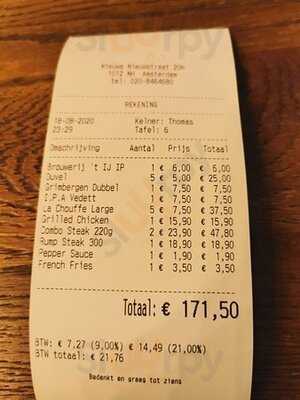 Nieuwe Nieuwstraat 20h
1012 NH Amsterdam
tel: 020-8464680
REKENING
18-08-2020 Kelner: Thomas
23:29 Tafel: 6
Omschrijving Aantal Prijs Totaal
Brouwerij 't IJ IP 1 € 6,00 € 6,00
Duvel 5 € 5,00 € 25,00
Grimbergen Dubbel 1 € 7,50 € 7,50
I.P.A Vedett 1 € 7,50 € 7,50
La Chouffe Large 5 € 7,50 € 37,50
Grilled Chicken 1 € 15,90 € 15,90
Combo Steak 220g 2 € 23,90 € 47,80
Rump Steak 300 1 € 18,90 € 18,90
Pepper Sauce 1 € 1,90 € 1,90
French Fries 1 € 3,50 € 3,50
Totaal: € 171,50
BTW: € 7,27 (9,00%) € 14,49 (21,00%)
BTW totaal: € 21,76
Bedankt en graag tot ziens